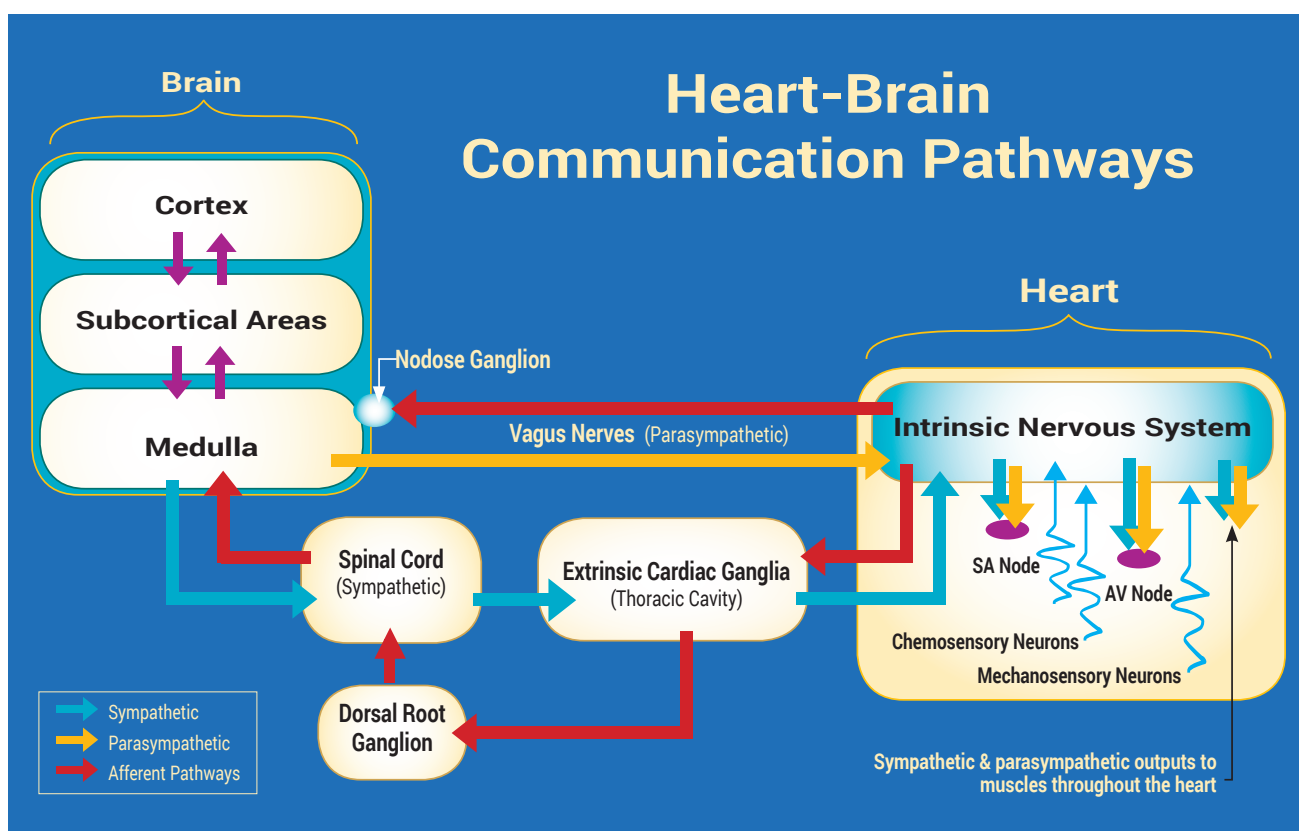 Brain
Heart-Brain
Communication Pathways
Cortex
Subcortical Areas
Medulla
Nodose Ganglion
Heart
Vagus Nerves (Parasympathetic)
Intrinsic Nervous System
Spinal Cord
(Sympathetic)
Extrinsic Cardiac Ganglia
(Thoracic Cavity)
SA Node
AV Node
Chemosensory Neurons
Mechanosensory Neurons
Dorsal Root
Ganglion
Sympathetic
Parasympathetic
Afferent Pathways
Sympathetic & parasympathetic outputs to
muscles throughout the heart